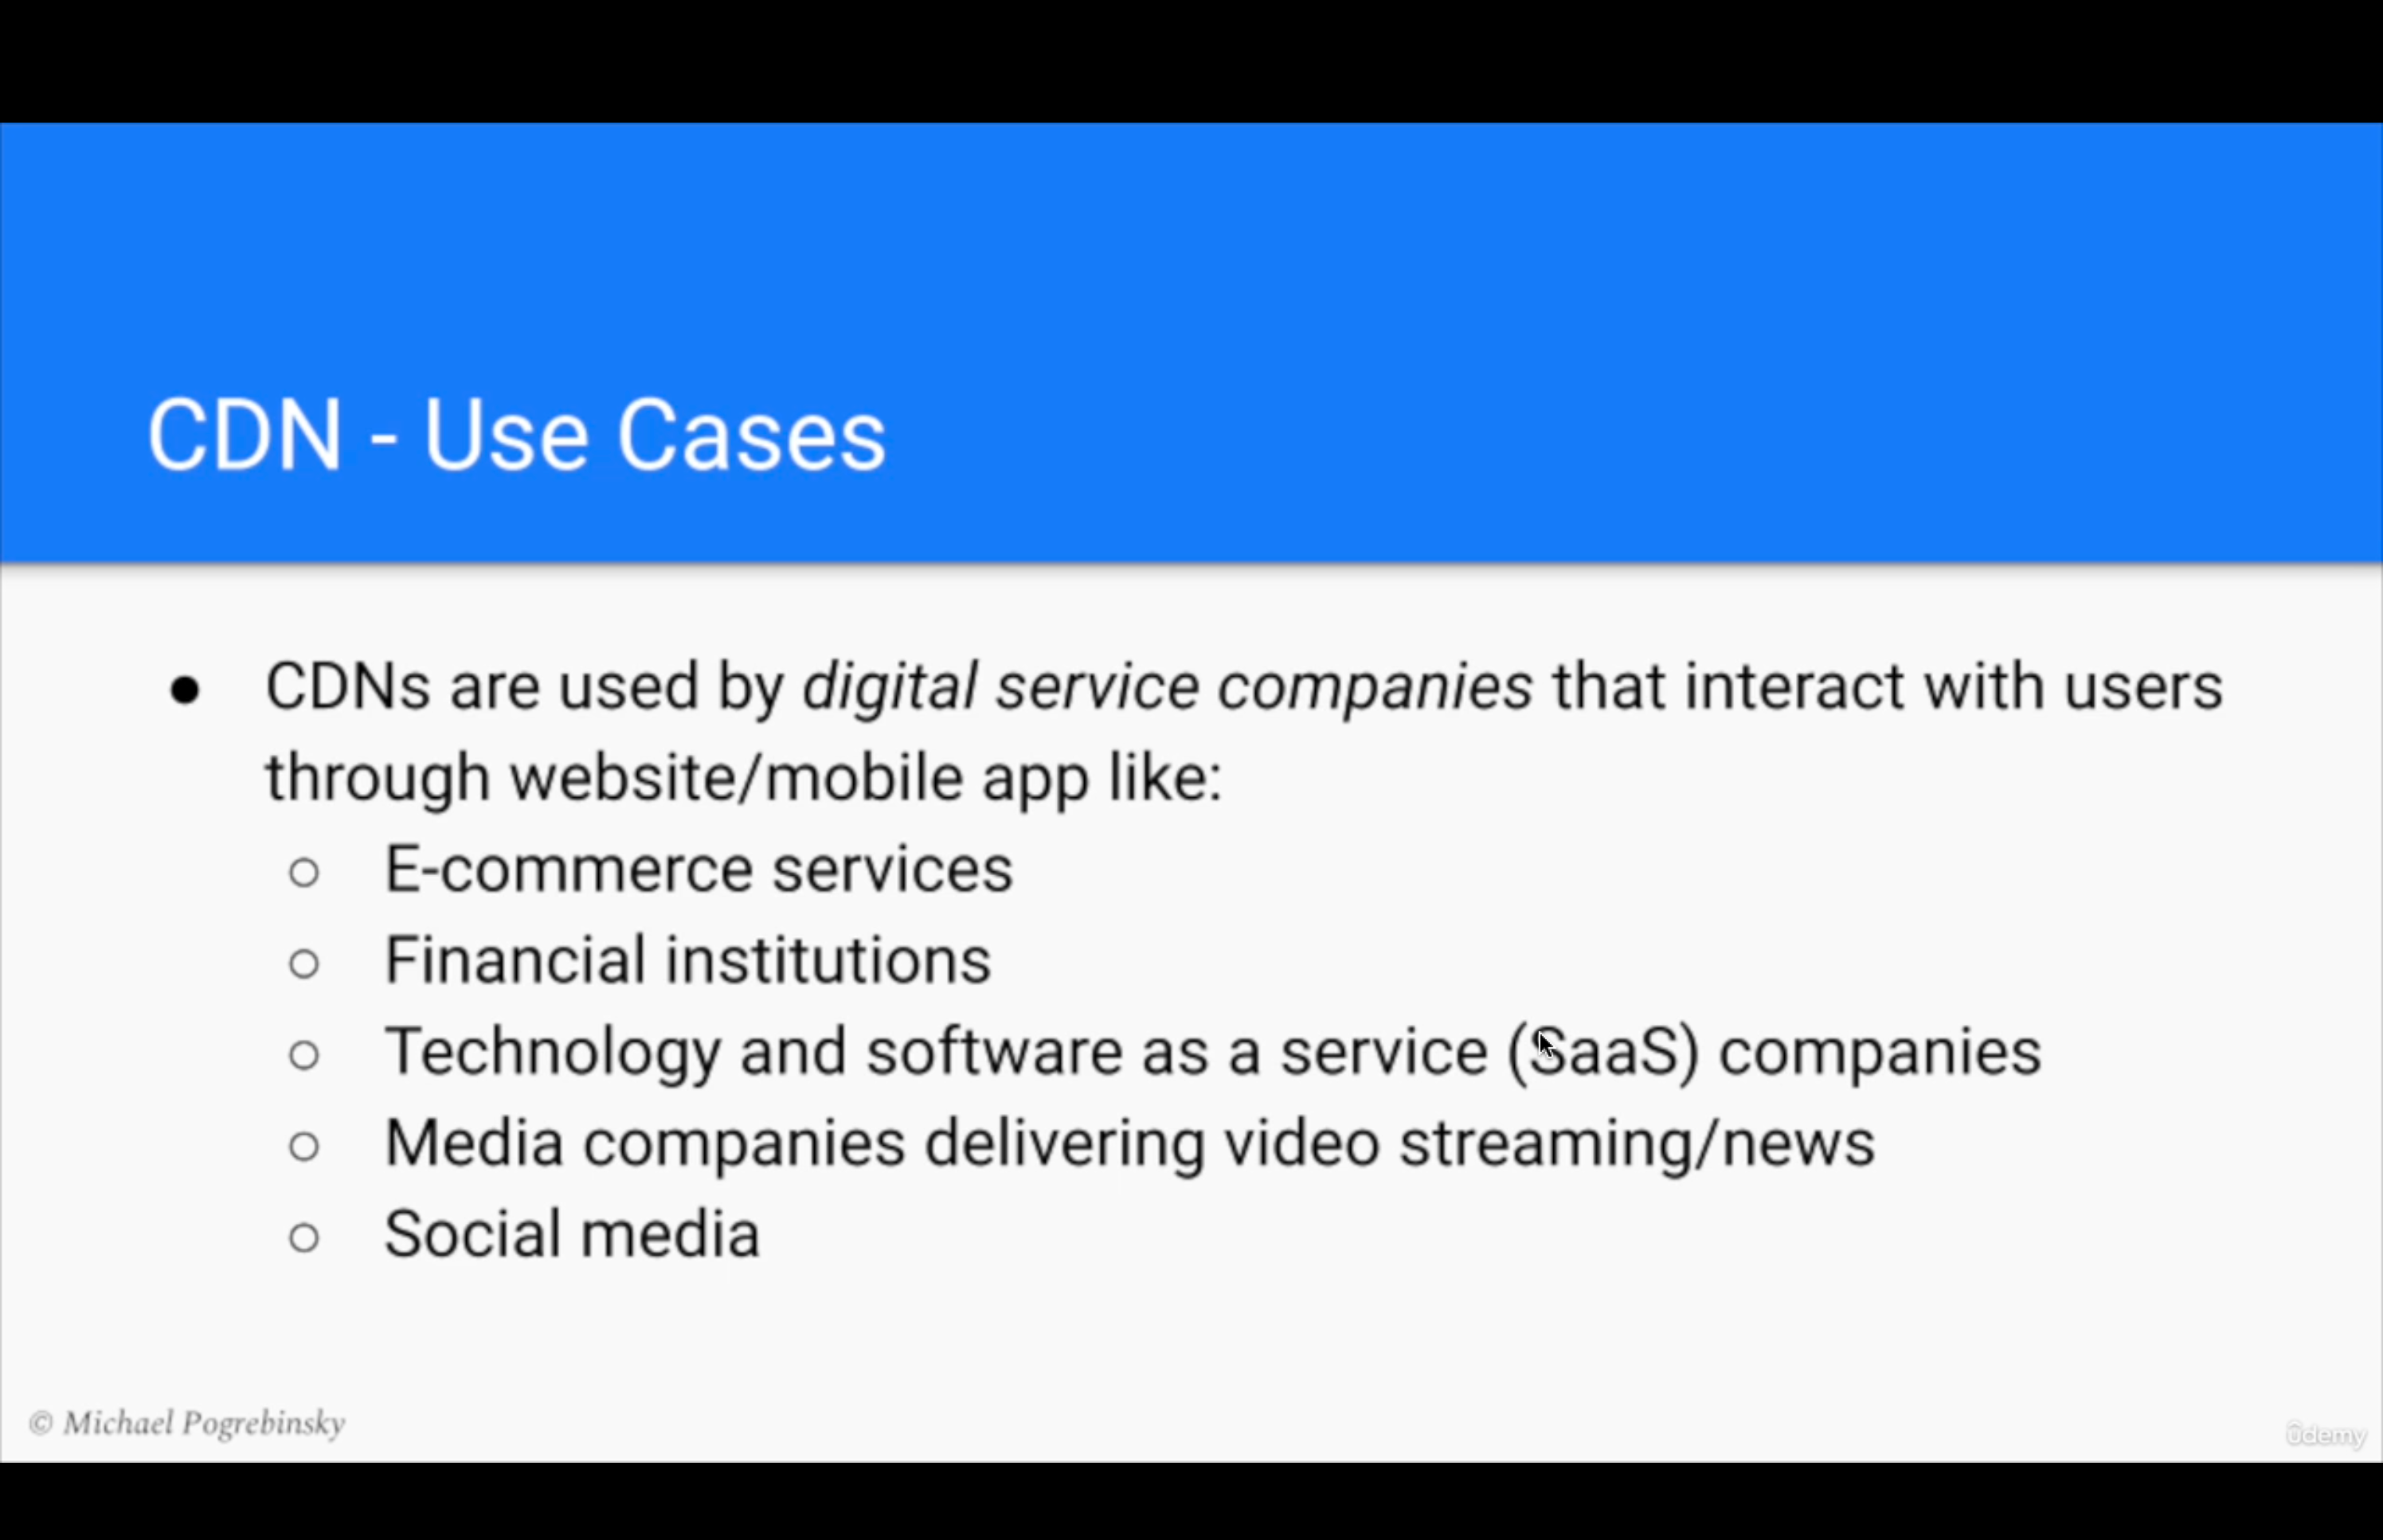 CDN - Use Cases
● CDNs are used by digital service companies that interact with users
through website/mobile app like:
○ E-commerce services
○ Financial institutions
○ Technology and software as a service (SaaS) companies
○ Media companies delivering video streaming/news
○ Social media
© Michael Pogrebinsky
ûdemy